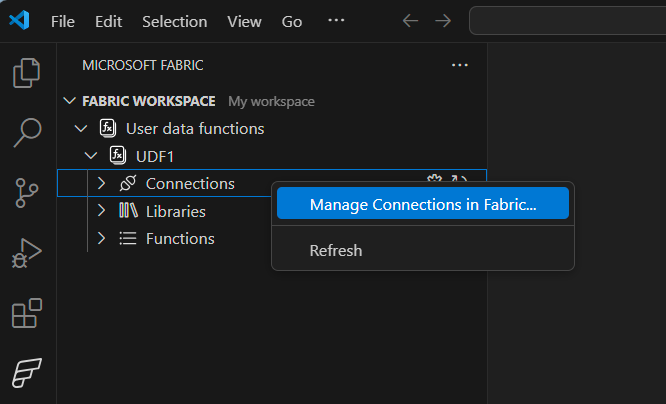 File Edit Selection View Go ···
MICROSOFT FABRIC ···
FABRIC WORKSPACE My workspace
User data functions
UDF1
Connections
Manage Connections in Fabric...
Libraries
Functions
Refresh